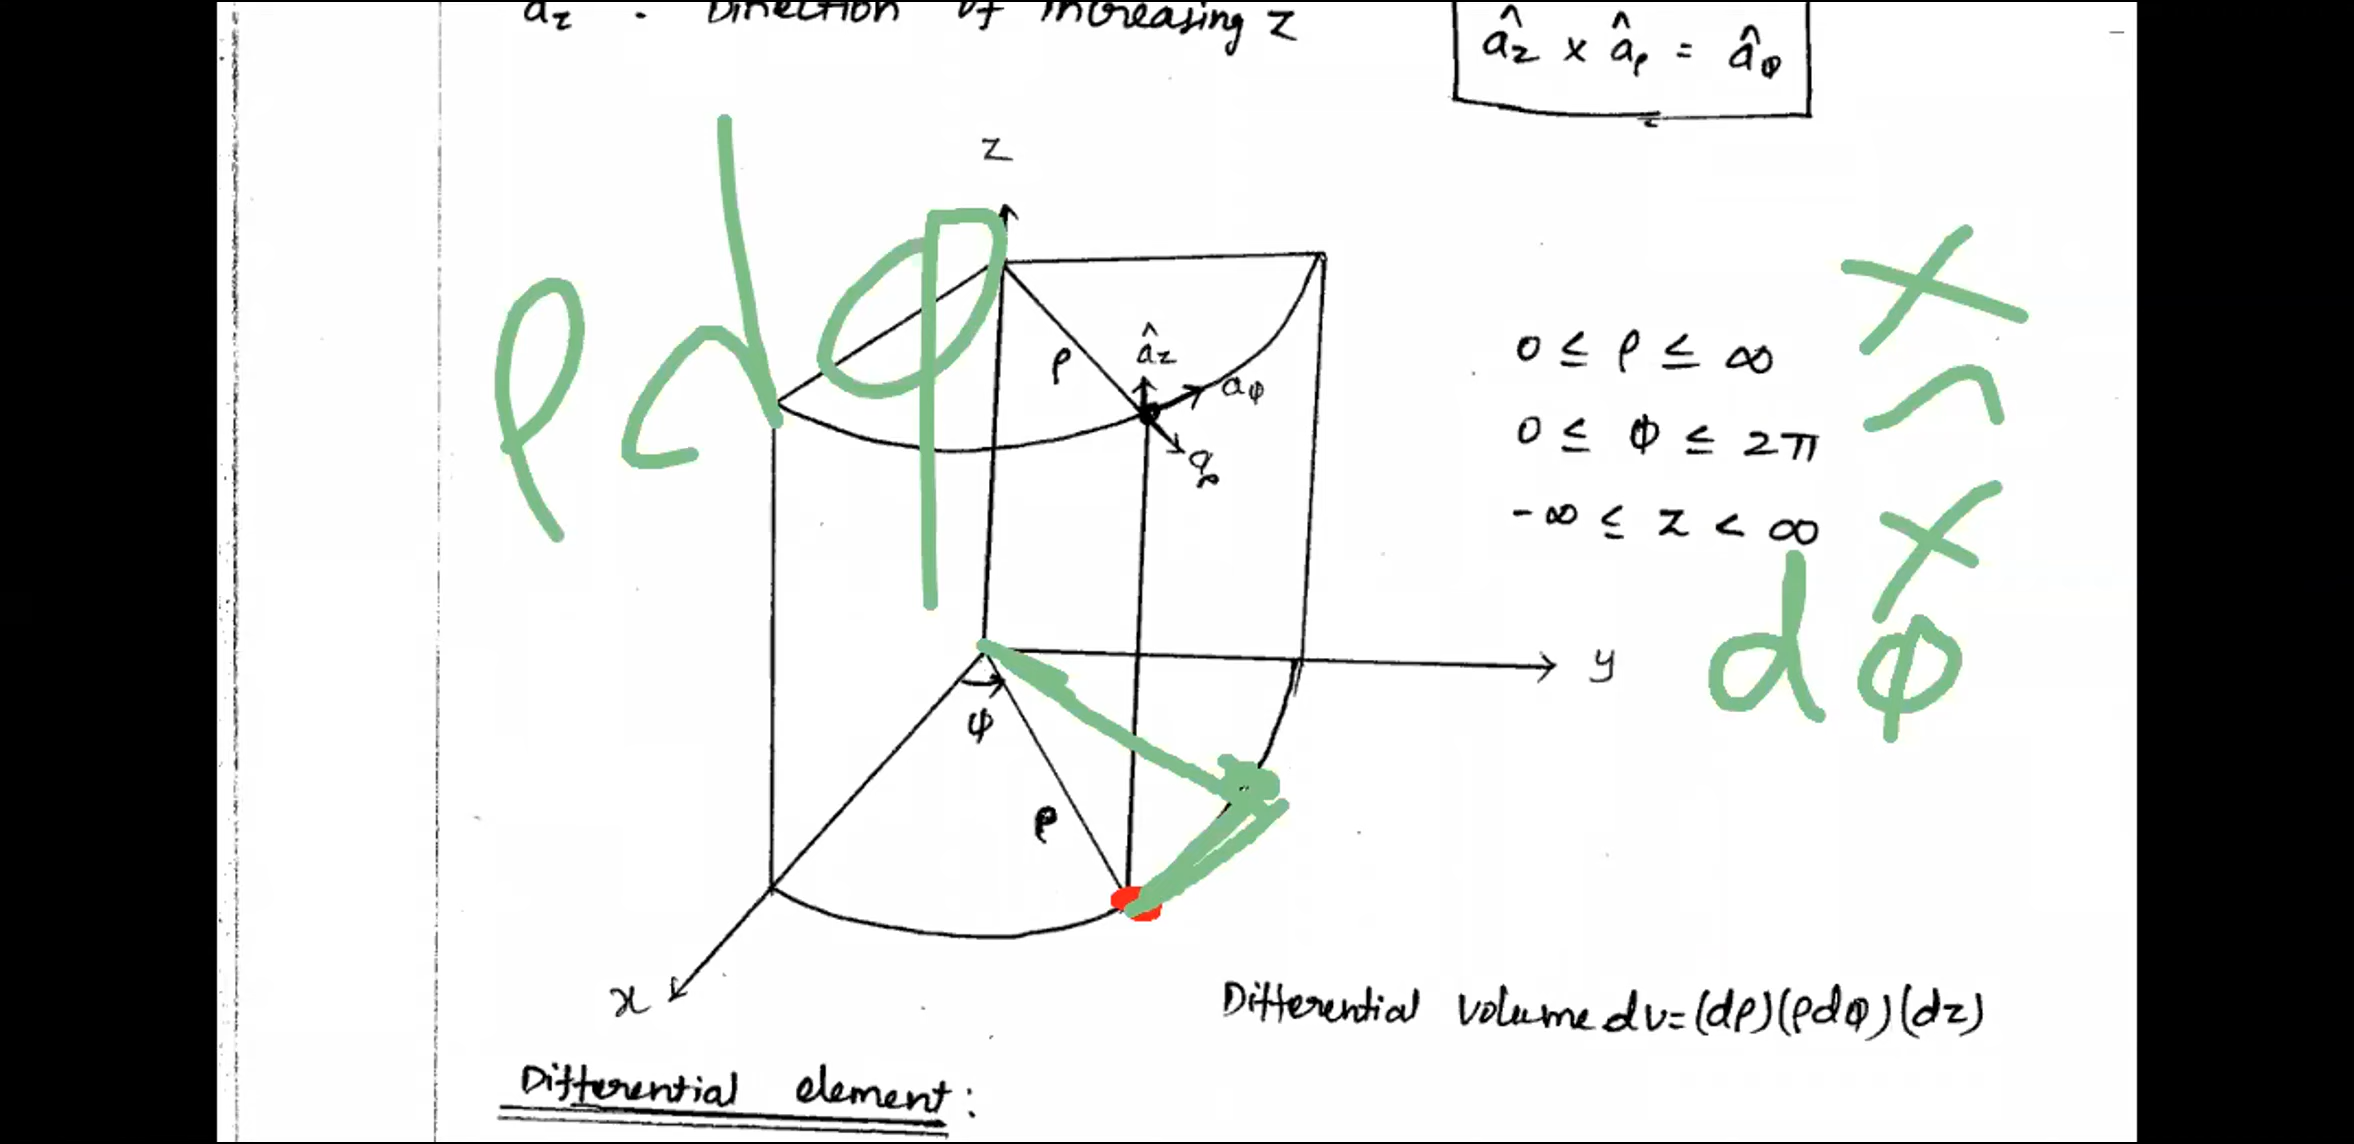 âz : Direction of increasing z
âz × âρ = âφ
z
ρ dφ
ρ
âz
aφ
aρ
0 ≤ ρ ≤ ∞
0 ≤ φ ≤ 2π
-∞ ≤ z < ∞
dφ
y
φ
ρ
x
Differential volume dv = (dρ)(ρdφ)(dz)
Differential element :